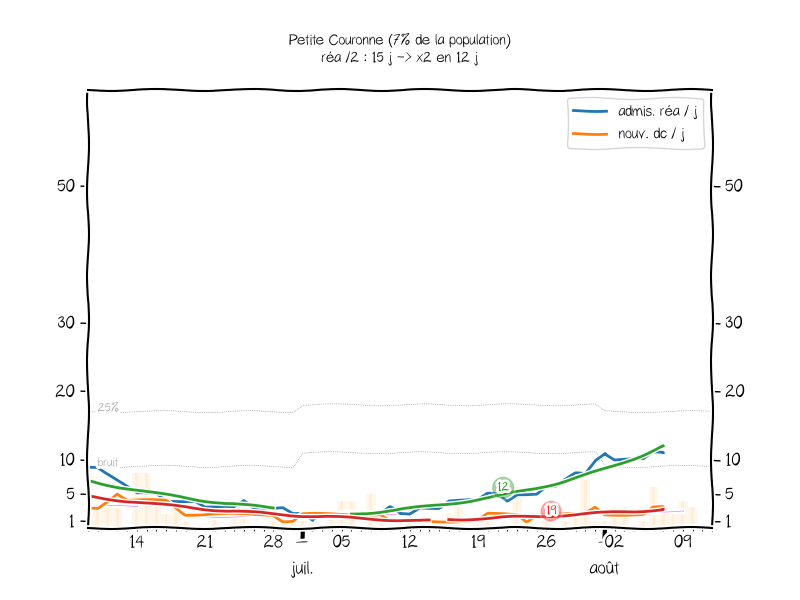 Petite Couronne (7% de la population)
réa /2 : 15 j -> x2 en 12 j
admis. réa / j
nouv. dc / j
50 50
30 30
20 20
25%
10 10
bruit
5 5
12
19
1 1
14 21 28 05 12 19 26 02 09
juil. août